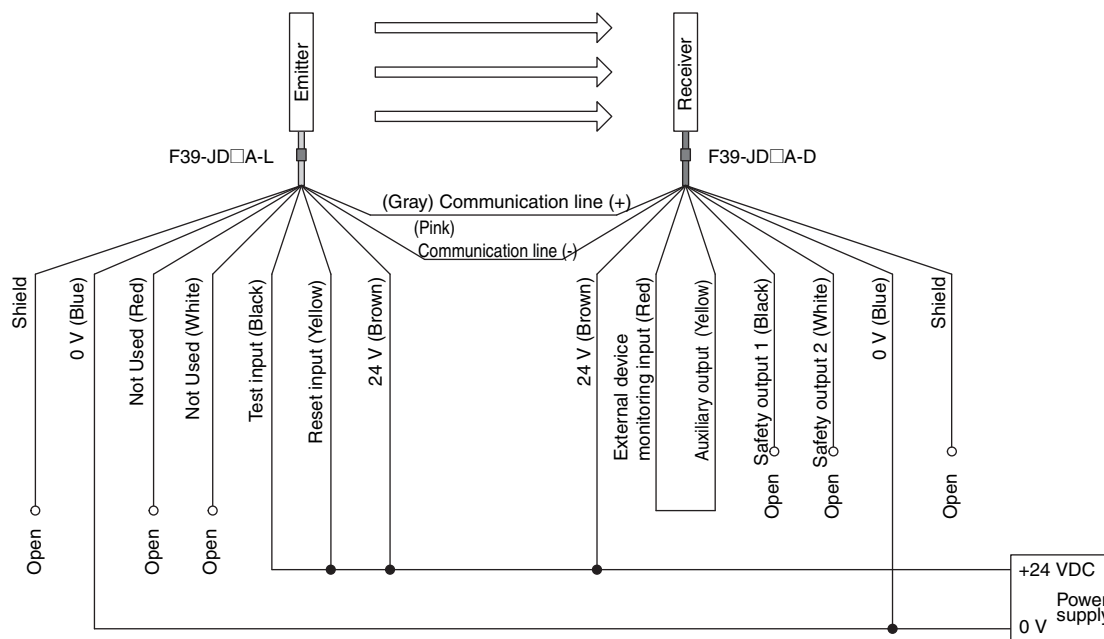 Emitter
Receiver
F39-JD□A-L
F39-JD□A-D
(Gray) Communication line (+)
(Pink)
Communication line (-)
Shield
0 V (Blue)
Not Used (Red)
Not Used (White)
Test input (Black)
Reset input (Yellow)
24 V (Brown)
24 V (Brown)
External device
monitoring input (Red)
Auxiliary output (Yellow)
Safety output 1 (Black)
Safety output 2 (White)
0 V (Blue)
Shield
Open
Open
Open
Open
Open
Open
+24 VDC
Power
supply
0 V